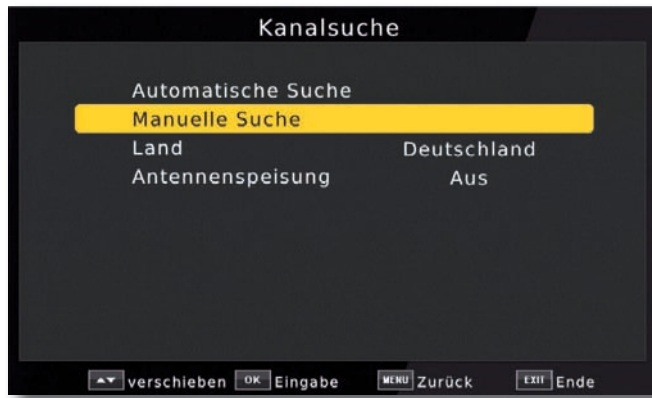 Kanalsuche
Automatische Suche
Manuelle Suche
Land Deutschland
Antennenspeisung Aus
▲▼ verschieben OK Eingabe MENU Zurück EXIT Ende